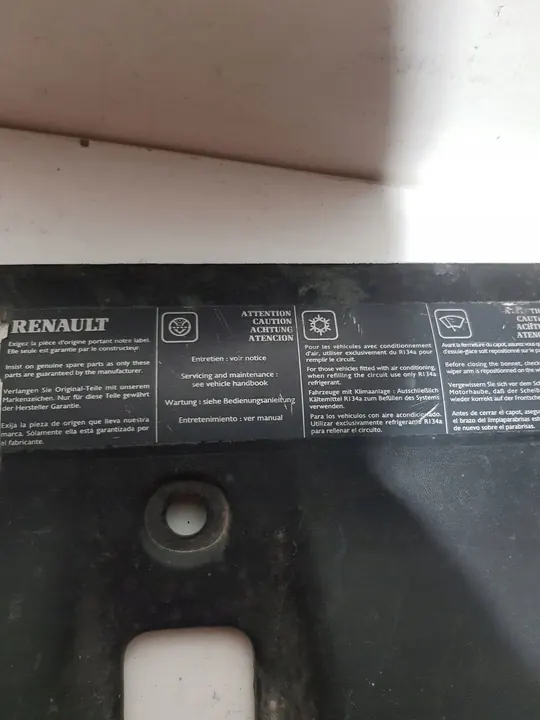 RENAULT
Exigez la pièce d'origine portant notre label.
Elle seule est garantie par le constructeur.
Insist on genuine spare parts as only these
parts are guaranteed by the manufacturer.
Verlangen Sie Original-Teile mit unserem
Markenzeichen. Nur für diese Teile gewährt
der Hersteller Garantie.
Exija la pieza de origen que lleva nuestra
marca. Sólamente ella está garantizada por
el fabricante.
ATTENTION
CAUTION
ACHTUNG
ATENCION
Entretien : voir notice
Servicing and maintenance :
see vehicle handbook
Wartung : siehe Bedienungsanleitung
Entretenimiento : ver manual
Pour les véhicules avec conditionnement
d'air, utiliser exclusivement du R134a pour
remplir le circuit.
For those vehicles fitted with air conditioning,
when refilling the circuit use only R134a
refrigerant.
Fahrzeuge mit Klimaanlage : Ausschließlich
Kältemittel R134a zum Befüllen des Systems
verwenden.
Para los vehículos con aire acondicionado.
Utilizar exclusivamente refrigerante R134a
para rellenar el circuito.
CAUT
ACHT
ATEN
Avant la fermeture du capot, assurez vous
d'essuie-glace soit repositionné sur le
Before closing the bonnet, chec
wiper arm is repositioned on the
Vergewissern Sie sich vor dem Sch
Motorhaube, daß der Scheib
wieder korrekt auf der Frontsch
Antes de cerrar el capot, asegu
el brazo del limpiaparabrisas est
de nuevo sobre el parabrisas.